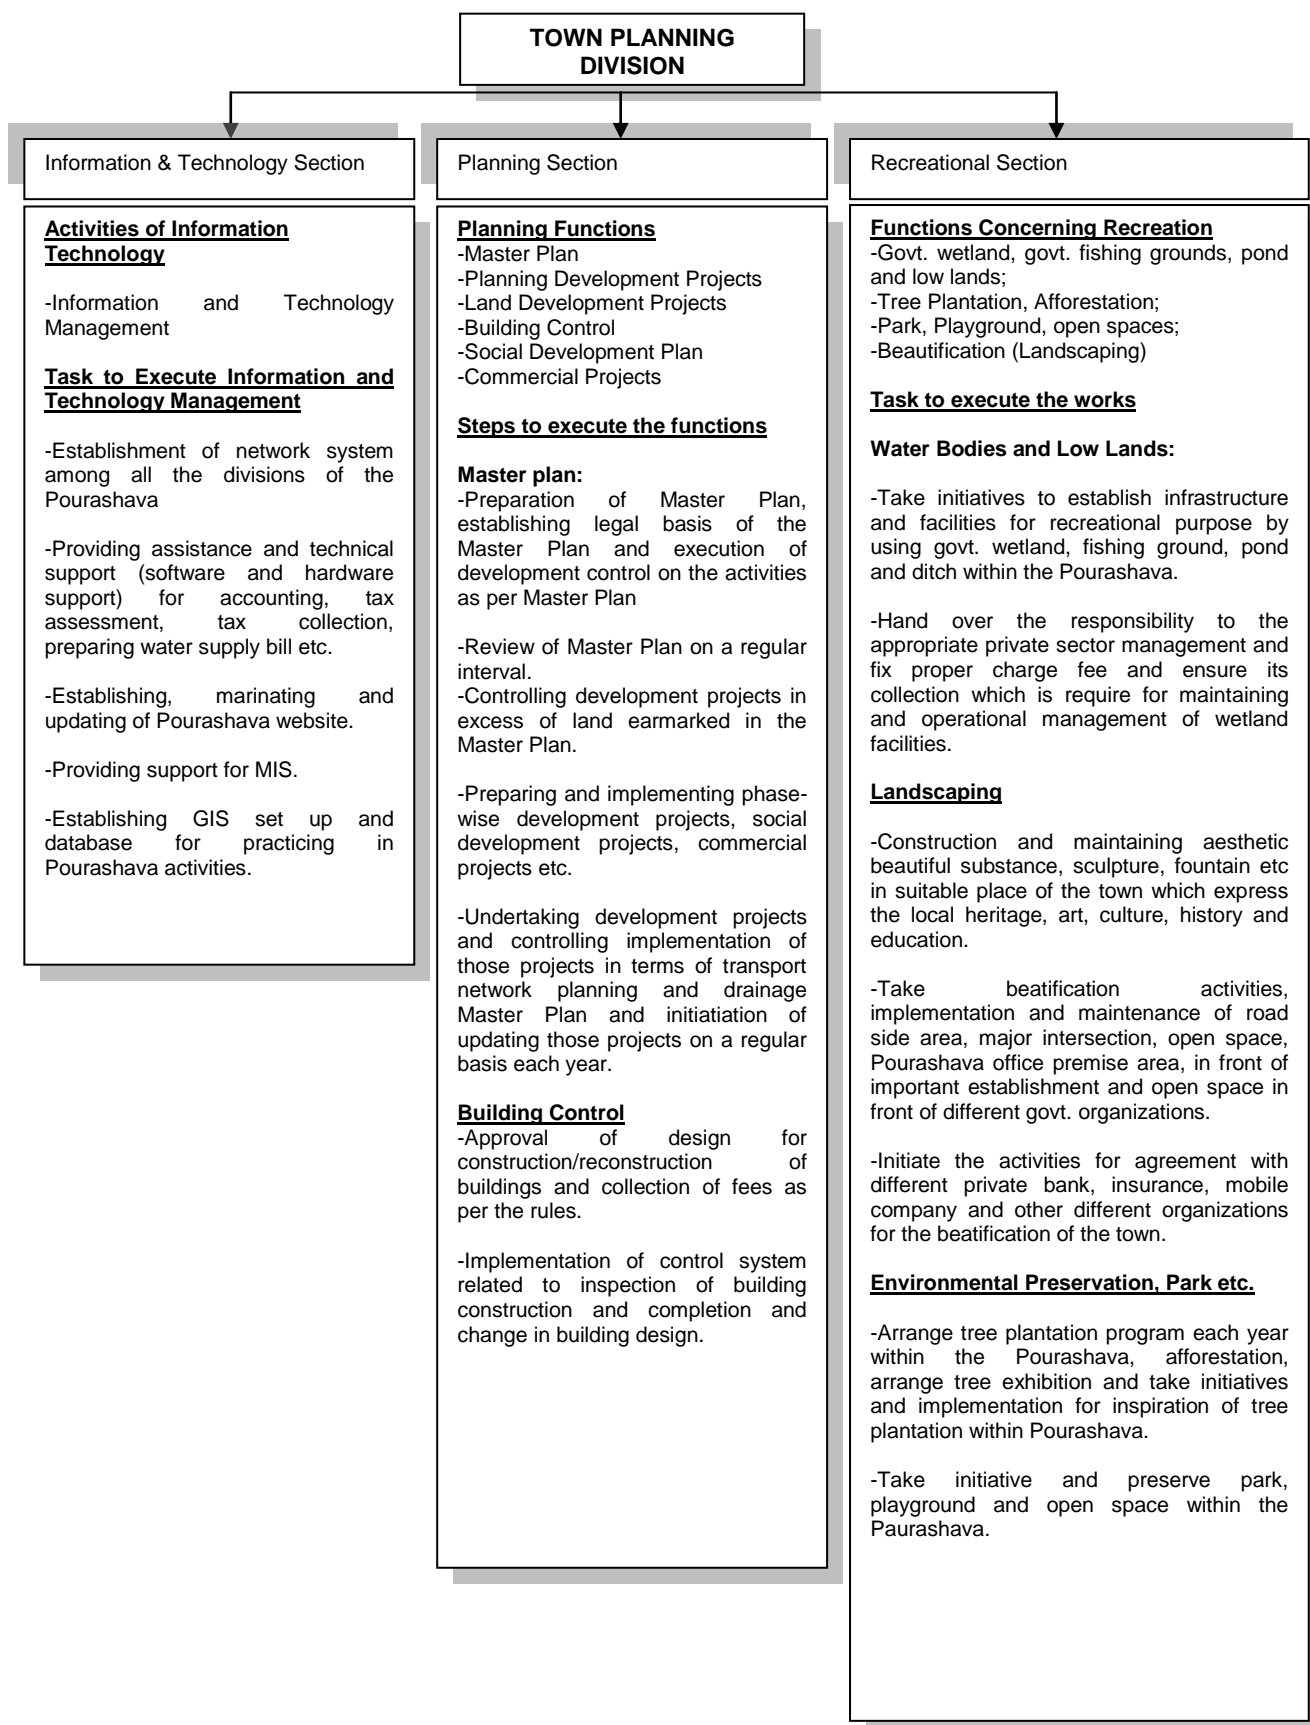 TOWN PLANNING
DIVISION
Information & Technology Section
Activities of Information
Technology
-Information and Technology
Management
Task to Execute Information and
Technology Management
-Establishment of network system
among all the divisions of the
Pourashava
-Providing assistance and technical
support (software and hardware
support) for accounting, tax
assessment, tax collection,
preparing water supply bill etc.
-Establishing, marinating and
updating of Pourashava website.
-Providing support for MIS.
-Establishing GIS set up and
database for practicing in
Pourashava activities.
Planning Section
Planning Functions
-Master Plan
-Planning Development Projects
-Land Development Projects
-Building Control
-Social Development Plan
-Commercial Projects
Steps to execute the functions
Master plan:
-Preparation of Master Plan,
establishing legal basis of the
Master Plan and execution of
development control on the activities
as per Master Plan
-Review of Master Plan on a regular
interval.
-Controlling development projects in
excess of land earmarked in the
Master Plan.
-Preparing and implementing phase-
wise development projects, social
development projects, commercial
projects etc.
-Undertaking development projects
and controlling implementation of
those projects in terms of transport
network planning and drainage
Master Plan and initiatiation of
updating those projects on a regular
basis each year.
Building Control
-Approval of design for
construction/reconstruction of
buildings and collection of fees as
per the rules.
-Implementation of control system
related to inspection of building
construction and completion and
change in building design.
Recreational Section
Functions Concerning Recreation
-Govt. wetland, govt. fishing grounds, pond
and low lands;
-Tree Plantation, Afforestation;
-Park, Playground, open spaces;
-Beautification (Landscaping)
Task to execute the works
Water Bodies and Low Lands:
-Take initiatives to establish infrastructure
and facilities for recreational purpose by
using govt. wetland, fishing ground, pond
and ditch within the Pourashava.
-Hand over the responsibility to the
appropriate private sector management and
fix proper charge fee and ensure its
collection which is require for maintaining
and operational management of wetland
facilities.
Landscaping
-Construction and maintaining aesthetic
beautiful substance, sculpture, fountain etc
in suitable place of the town which express
the local heritage, art, culture, history and
education.
-Take beatification activities,
implementation and maintenance of road
side area, major intersection, open space,
Pourashava office premise area, in front of
important establishment and open space in
front of different govt. organizations.
-Initiate the activities for agreement with
different private bank, insurance, mobile
company and other different organizations
for the beatification of the town.
Environmental Preservation, Park etc.
-Arrange tree plantation program each year
within the Pourashava, afforestation,
arrange tree exhibition and take initiatives
and implementation for inspiration of tree
plantation within Pourashava.
-Take initiative and preserve park,
playground and open space within the
Paurashava.